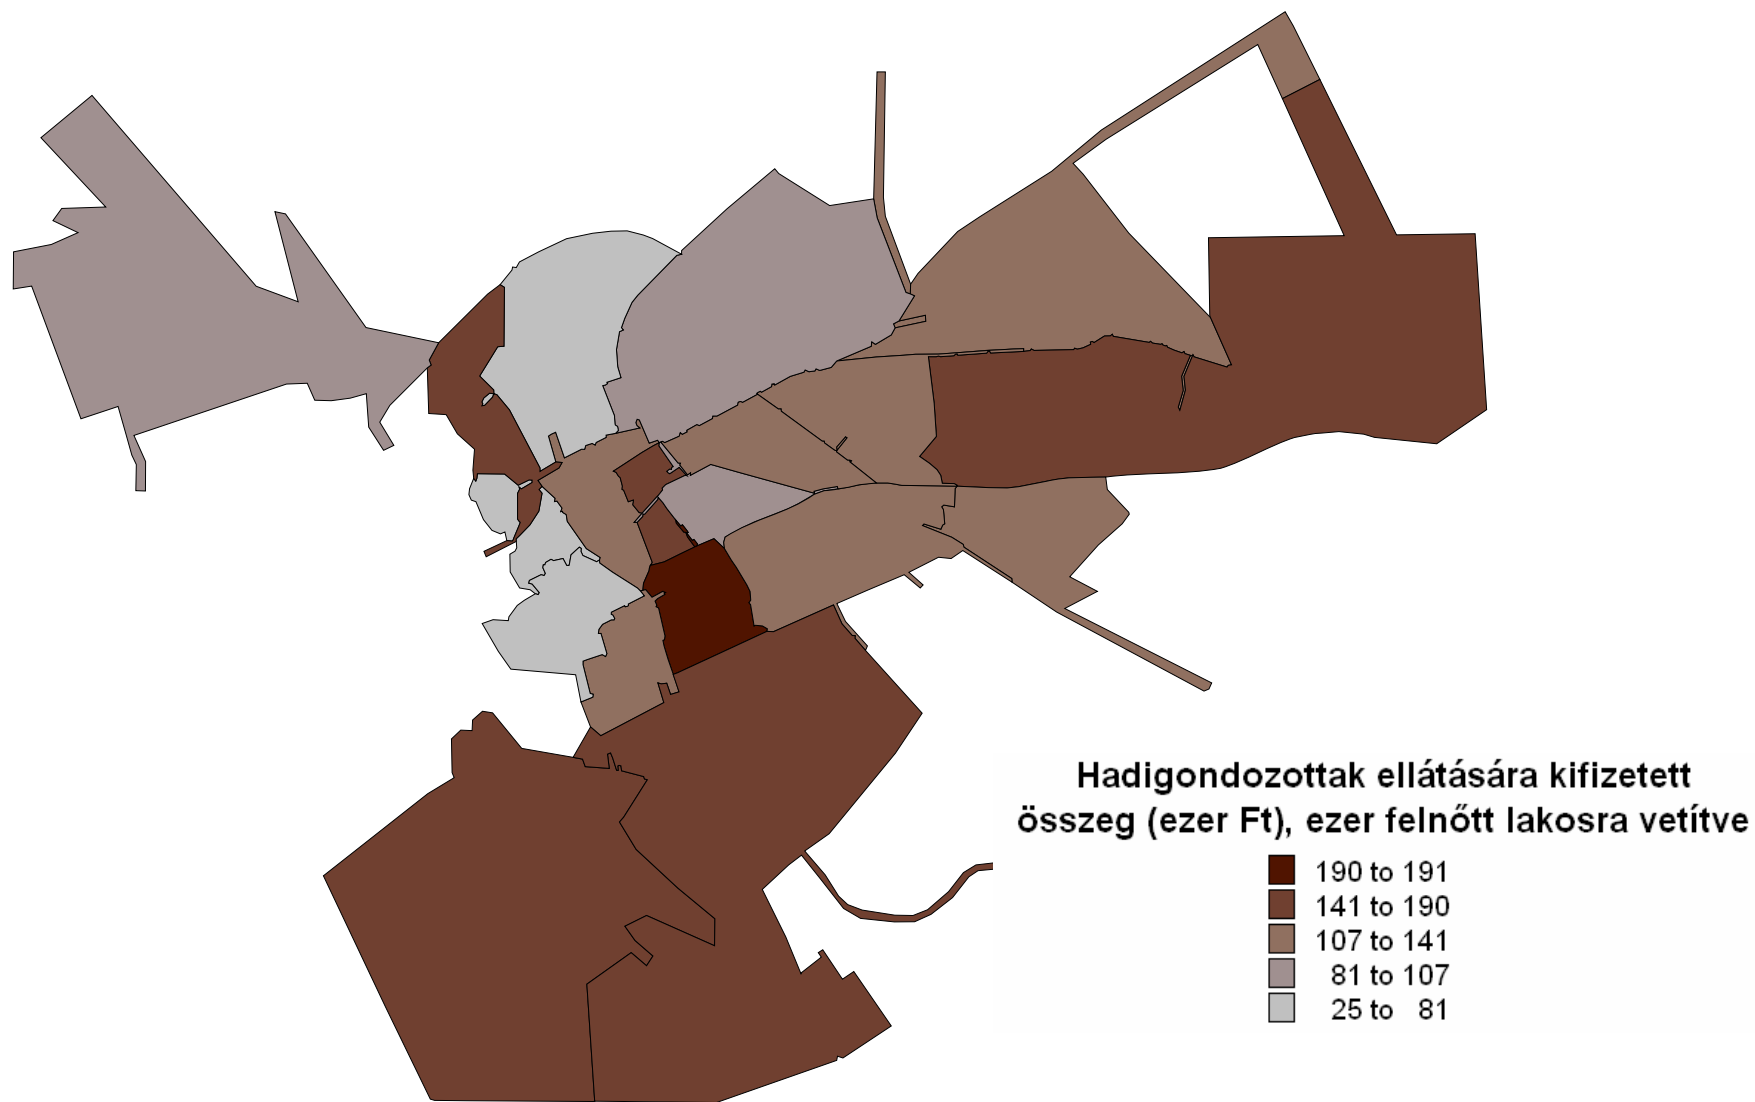 Hadigondozottak ellátására kifizetett
összeg (ezer Ft), ezer felnőtt lakosra vetítve
190 to 191
141 to 190
107 to 141
81 to 107
25 to 81